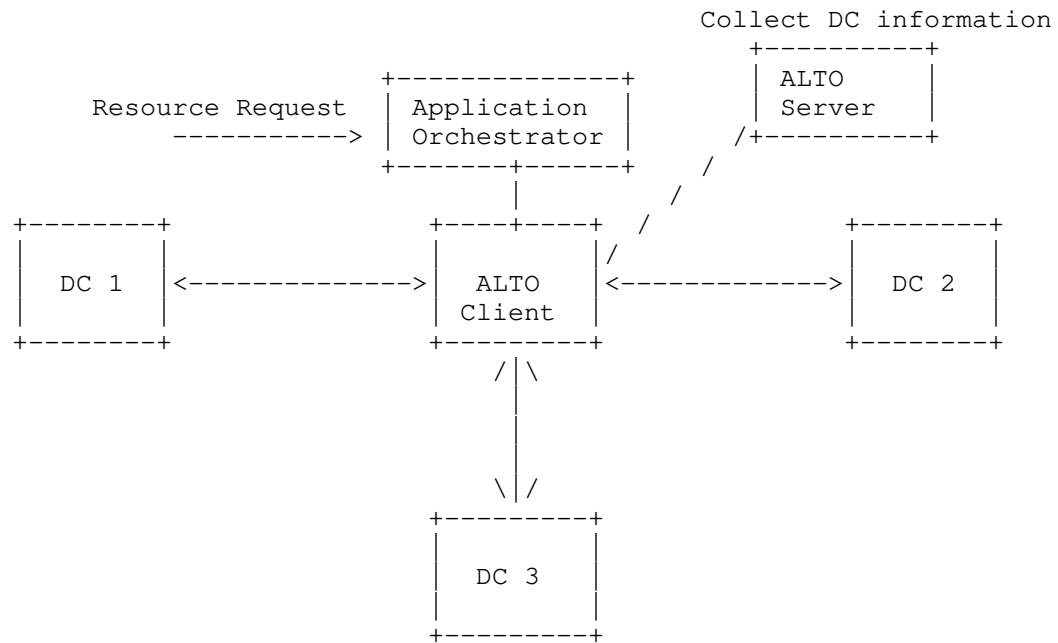 Collect DC information
ALTO
Server
Resource Request
Application
Orchestrator
DC 1
ALTO
Client
DC 2
DC 3